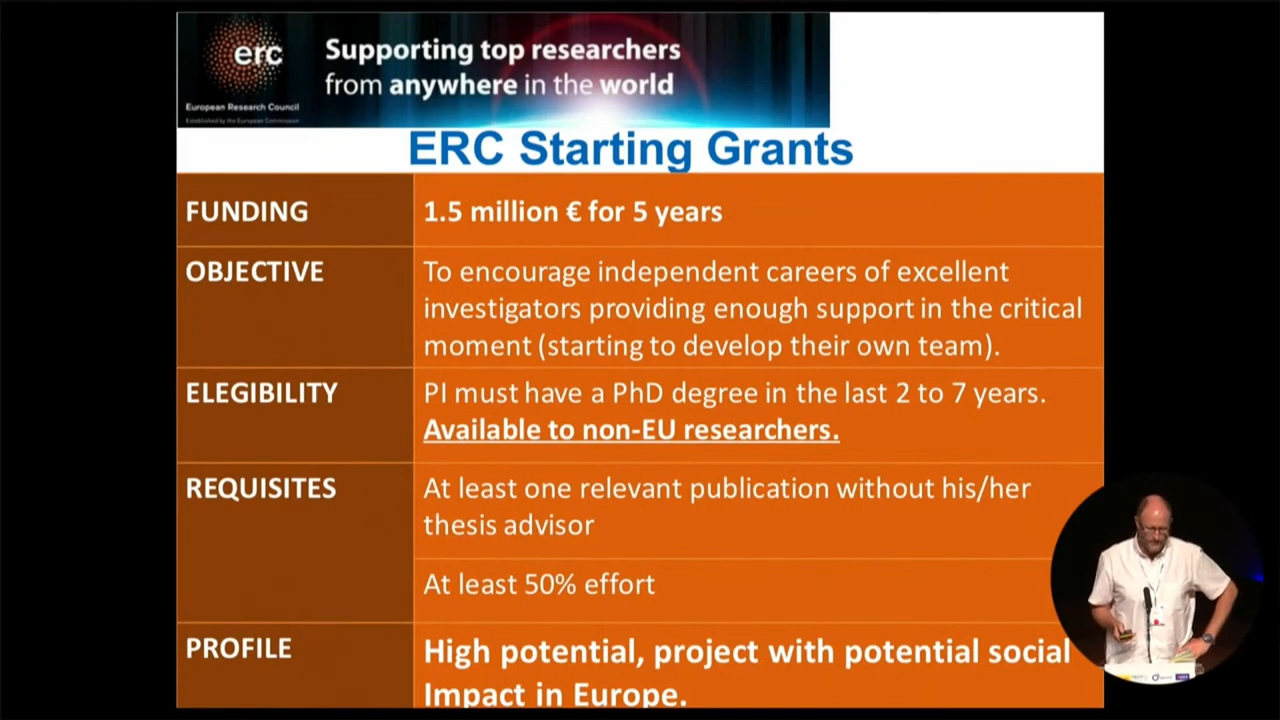 erc
Supporting top researchers
from anywhere in the world
European Research Council
Established by the European Commission
ERC Starting Grants
FUNDING
1.5 million € for 5 years
OBJECTIVE
To encourage independent careers of excellent
investigators providing enough support in the critical
moment (starting to develop their own team).
ELEGIBILITY
PI must have a PhD degree in the last 2 to 7 years.
Available to non-EU researchers.
REQUISITES
At least one relevant publication without his/her
thesis advisor
At least 50% effort
PROFILE
High potential, project with potential social
Impact in Europe.